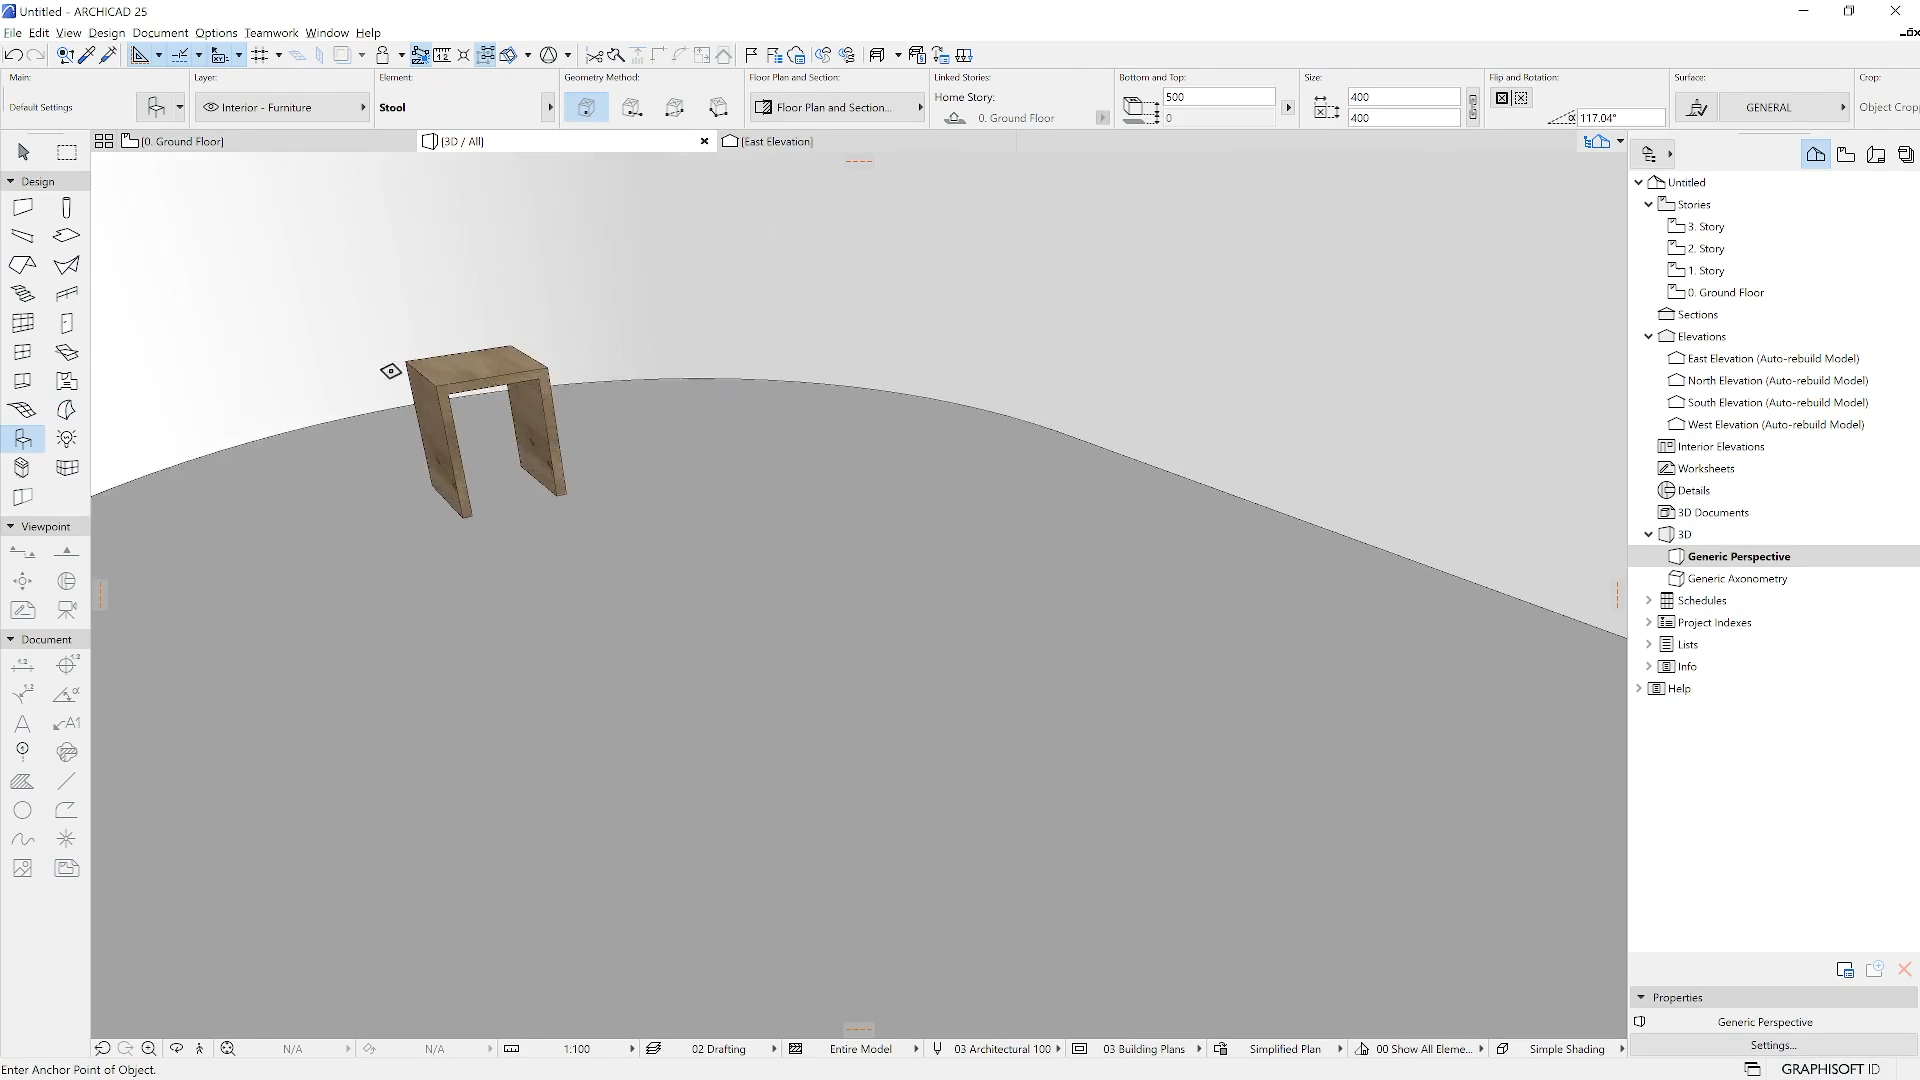 Untitled - ARCHICAD 25
File Edit View Design Document Options Teamwork Window Help
Main:
Default Settings
Layer:
Interior - Furniture
Element:
Stool
Geometry Method:
Floor Plan and Section:
Floor Plan and Section...
Linked Stories:
Home Story:
0. Ground Floor
Bottom and Top:
500
0
Size:
400
400
Flip and Rotation:
117.04°
Surface:
GENERAL
Crop:
Object Crop
[0. Ground Floor]
[3D / All]
[East Elevation]
Design
Viewpoint
Document
Untitled
Stories
3. Story
2. Story
1. Story
0. Ground Floor
Sections
Elevations
East Elevation (Auto-rebuild Model)
North Elevation (Auto-rebuild Model)
South Elevation (Auto-rebuild Model)
West Elevation (Auto-rebuild Model)
Interior Elevations
Worksheets
Details
3D Documents
3D
Generic Perspective
Generic Axonometry
Schedules
Project Indexes
Lists
Info
Help
Properties
Generic Perspective
Settings...
N/A
N/A
1:100
02 Drafting
Entire Model
03 Architectural 100
03 Building Plans
Simplified Plan
00 Show All Eleme...
Simple Shading
Enter Anchor Point of Object.
GRAPHISOFT ID